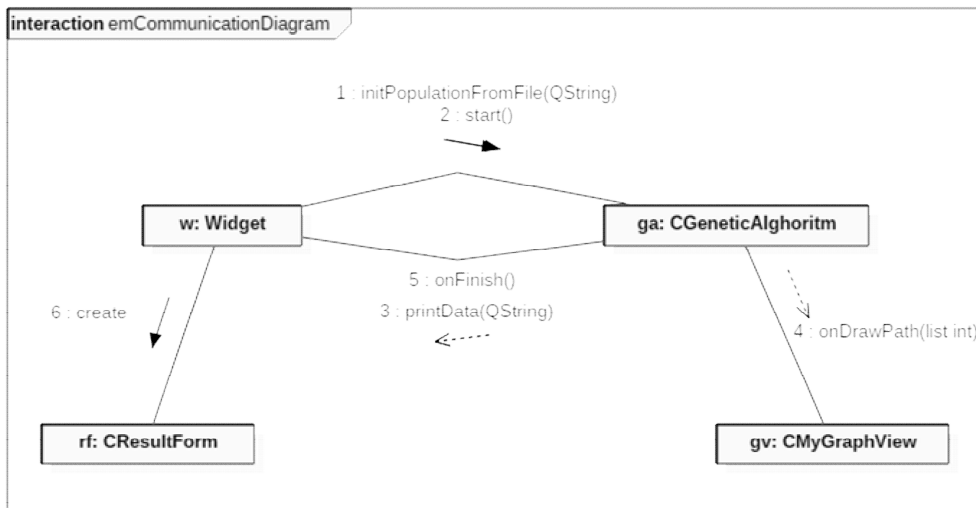 interaction emCommunicationDiagram
1 : initPopulationFromFile(QString)
2 : start()
w: Widget
ga: CGeneticAlghoritm
5 : onFinish()
3 : printData(QString)
6 : create
4 : onDrawPath(list int)
rf: CResultForm
gv: CMyGraphView